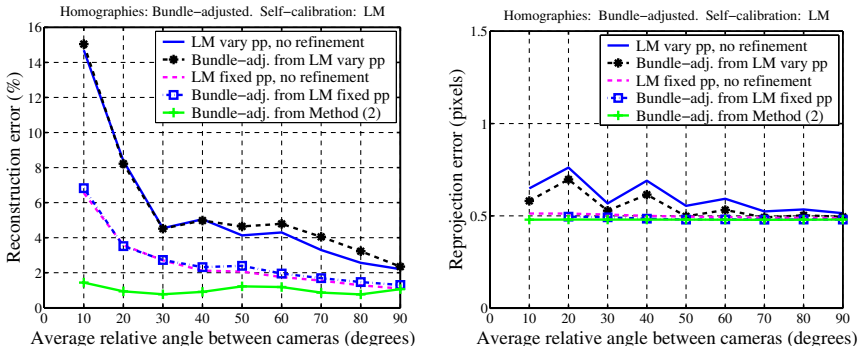 Homographies: Bundle−adjusted. Self−calibration: LM
16
14
12
10
8
6
4
2
0
Reconstruction error (%)
LM vary pp, no refinement
Bundle−adj. from LM vary pp
LM fixed pp, no refinement
Bundle−adj. from LM fixed pp
Bundle−adj. from Method (2)
0 10 20 30 40 50 60 70 80 90
Average relative angle between cameras (degrees)
Homographies: Bundle−adjusted. Self−calibration: LM
1.5
1
0.5
0
Reprojection error (pixels)
LM vary pp, no refinement
Bundle−adj. from LM vary pp
LM fixed pp, no refinement
Bundle−adj. from LM fixed pp
Bundle−adj. from Method (2)
0 10 20 30 40 50 60 70 80 90
Average relative angle between cameras (degrees)